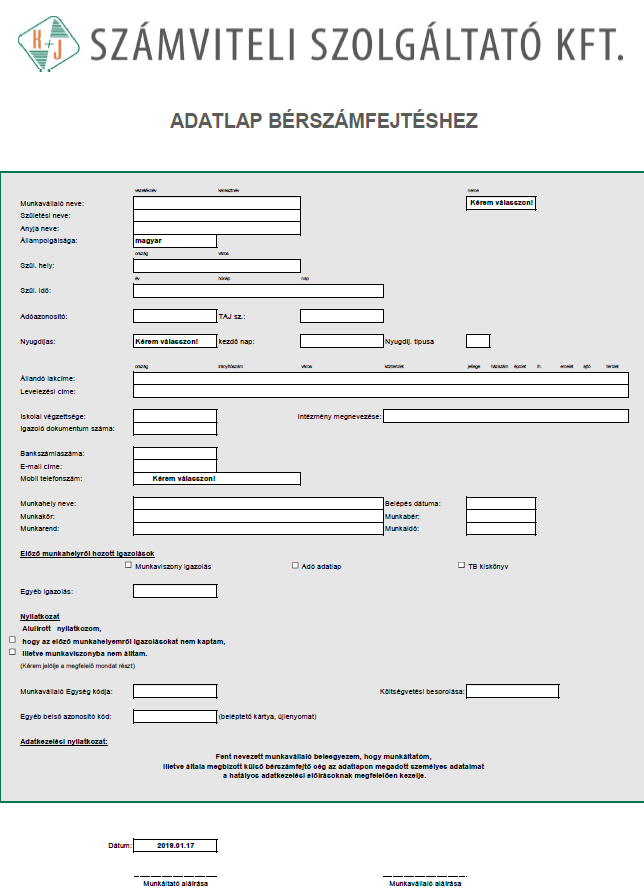 K+J SZÁMVITELI SZOLGÁLTATÓ KFT.
ADATLAP BÉRSZÁMFEJTÉSHEZ
vezetéknév keresztnév neme
Munkavállaló neve: Kérem válasszon!
Születési neve:
Anyja neve:
Állampolgálsága: magyar
ország város
Szül. hely:
év hónap nap
Szül. Idő:
Adóazonosító: TAJ sz.:
Nyugdíjas: Kérem válasszon! kezdő nap: Nyugdíj. típusa
ország irányítószám város közterület jellege házszám épület lh. emelet ajtó terület
Állandó lakcíme:
Levelezési címe:
Iskolai végzettsége: Intézmény megnevezése:
Igazoló dokumentum száma:
Bankszámlaszáma:
E-mail címe:
Mobil telefonszám: Kérem válasszon!
Munkahely neve: Belépés dátuma:
Munkakör: Munkabér:
Munkarend: Munkaidő:
Előző munkahelyről hozott igazolások
Munkaviszony igazolás Adó adatlap TB kiskönyv
Egyéb igazolás:
Nyilatkozat
Alulírott nyilatkozom,
hogy az előző munkahelyemről igazolásokat nem kaptam,
illetve munkaviszonyba nem álltam.
(Kérem jelölje a megfelelő mondat részt)
Munkavállaló Egység kódja: Költségvetési besorolása:
Egyéb belső azonosító kód: (beléptető kártya, újlenyomat)
Adatkezelési nyilatkozat:
Fent nevezett munkavállaló beleegyezem, hogy munkáltatóm,
illetve általa megbízott külső bérszámfejtő cég az adatlapon megadott személyes adataimat
a hatályos adatkezelési előírásoknak megfelelően kezelje.
Dátum: 2019.01.17
Munkáltató aláírása Munkavállaló aláírása